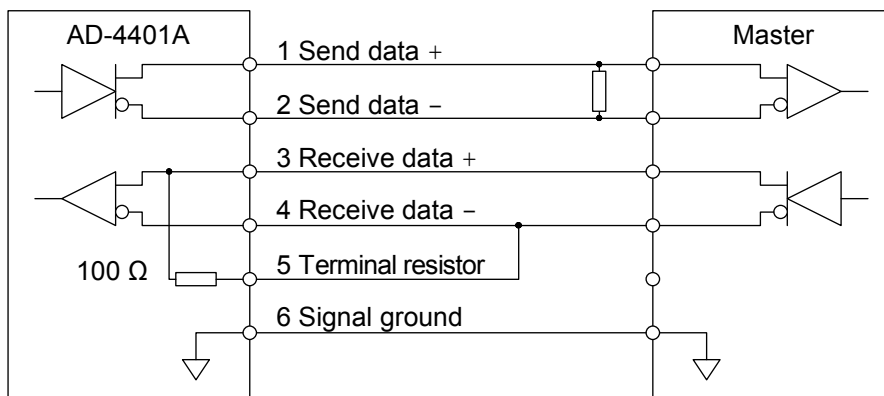 AD-4401A
Master
1 Send data +
2 Send data −
3 Receive data +
4 Receive data −
100 Ω
5 Terminal resistor
6 Signal ground